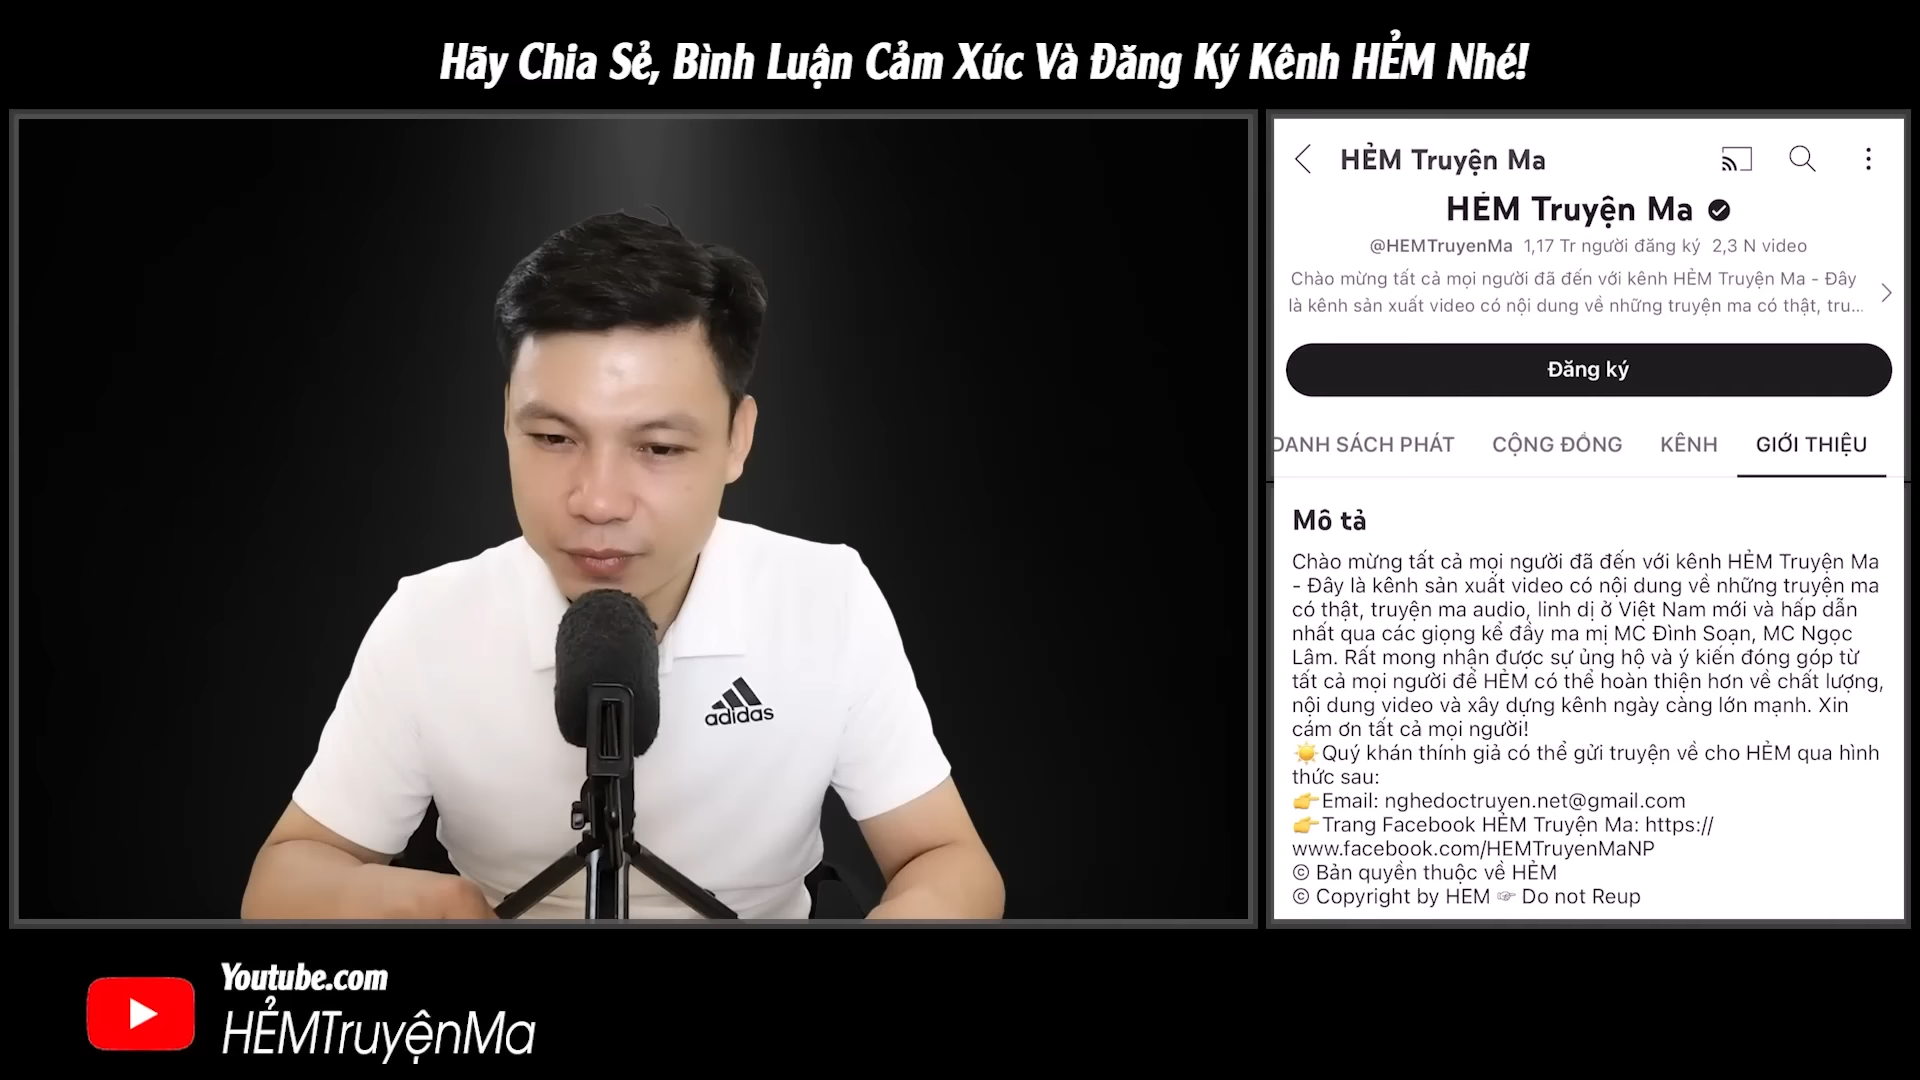 Hãy Chia Sẻ, Bình Luận Cảm Xúc Và Đăng Ký Kênh HẺM Nhé!
adidas
HẺM Truyện Ma
HẺM Truyện Ma
@HEMTruyenMa 1,17 Tr người đăng ký 2,3 N video
Chào mừng tất cả mọi người đã đến với kênh HẺM Truyện Ma - Đây
là kênh sản xuất video có nội dung về những truyện ma có thật, tru...
Đăng ký
DANH SÁCH PHÁT CỘNG ĐỒNG KÊNH GIỚI THIỆU
Mô tả
Chào mừng tất cả mọi người đã đến với kênh HẺM Truyện Ma
- Đây là kênh sản xuất video có nội dung về những truyện ma
có thật, truyện ma audio, linh dị ở Việt Nam mới và hấp dẫn
nhất qua các giọng kể đầy ma mị MC Đình Soạn, MC Ngọc
Lâm. Rất mong nhận được sự ủng hộ và ý kiến đóng góp từ
tất cả mọi người để HẺM có thể hoàn thiện hơn về chất lượng,
nội dung video và xây dựng kênh ngày càng lớn mạnh. Xin
cám ơn tất cả mọi người!
☀️Quý khán thính giả có thể gửi truyện về cho HẺM qua hình
thức sau:
👉Email: nghedoctruyen.net@gmail.com
👉Trang Facebook HẺM Truyện Ma: https://
www.facebook.com/HEMTruyenMaNP
© Bản quyền thuộc về HẺM
© Copyright by HEM ☞ Do not Reup
Youtube.com
HẺMTruyệnMa